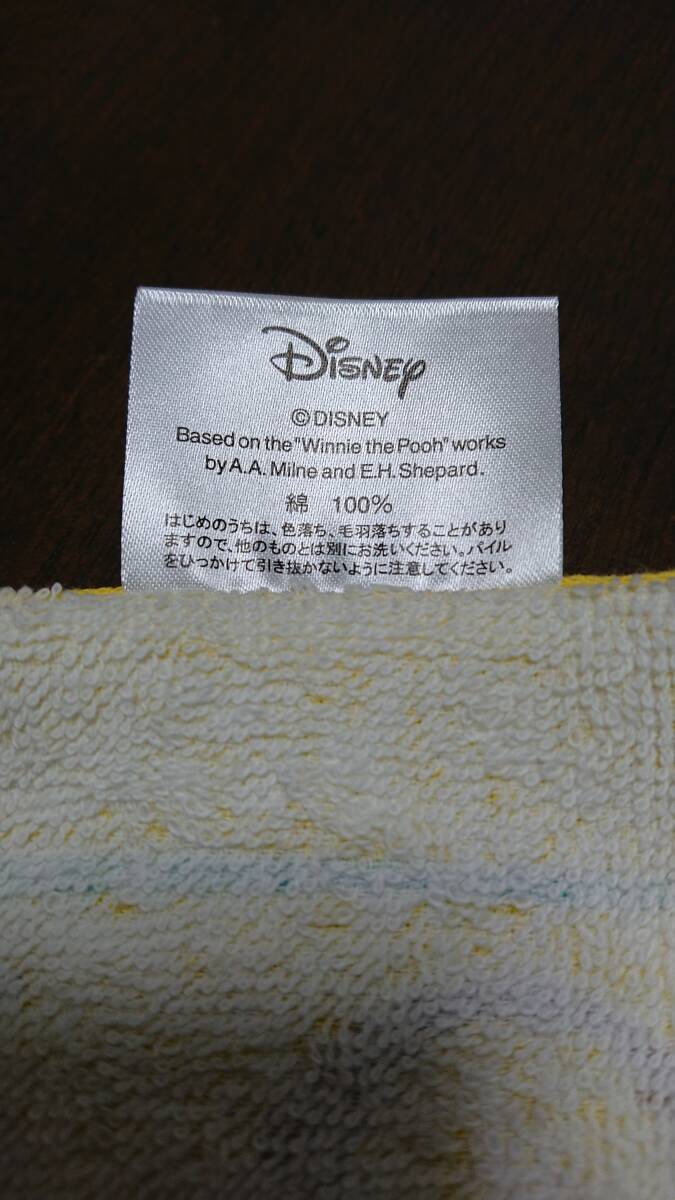 Disney
©DISNEY
Based on the "Winnie the Pooh" works
by A.A. Milne and E.H. Shepard.
綿 100%
はじめのうちは、色落ち、毛羽落ちすることがあり
ますので、他のものとは別にお洗いください。パイル
をひっかけて引き抜かないように注意してください。